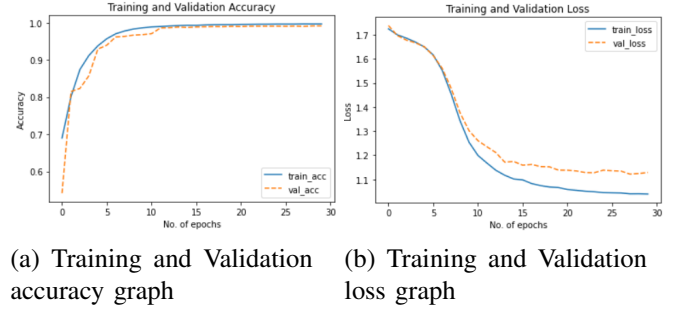 Training and Validation Accuracy
1.0
0.9
0.8
0.7
0.6
Accuracy
train_acc
val_acc
0 5 10 15 20 25 30
No. of epochs
(a) Training and Validation
accuracy graph
Training and Validation Loss
1.7
1.6
1.5
1.4
1.3
1.2
1.1
Loss
train_loss
val_loss
0 5 10 15 20 25 30
No. of epochs
(b) Training and Validation
loss graph